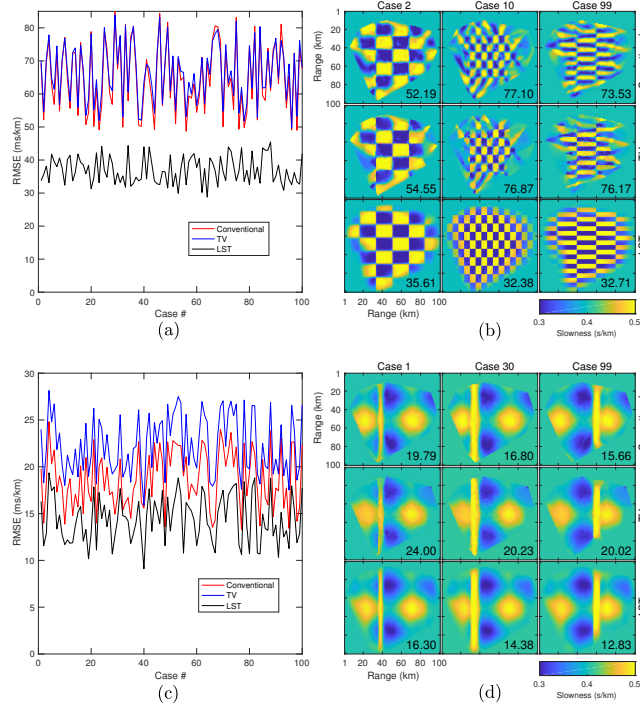 90
80
70
60
50
40
30
20
10
0
RMSE (ms/km)
0 20 40 60 80 100
Case #
Conventional
TV
LST
(a)
Case 2 Case 10 Case 99
1
20
40
60
80
100
Range (km)
52.19 77.10 73.53
54.55 76.87 76.17
35.61 32.38 32.71
1 20 40 60 80 100
Range (km)
0.3 0.4 0.5
Slowness (s/km)
(b)
30
25
20
15
10
5
0
RMSE (ms/km)
0 20 40 60 80 100
Case #
Conventional
TV
LST
(c)
Case 1 Case 30 Case 99
1
20
40
60
80
100
Range (km)
19.79 16.80 15.66
24.00 20.23 20.02
16.30 14.38 12.83
1 20 40 60 80 100
Range (km)
0.3 0.4 0.5
Slowness (s/km)
(d)